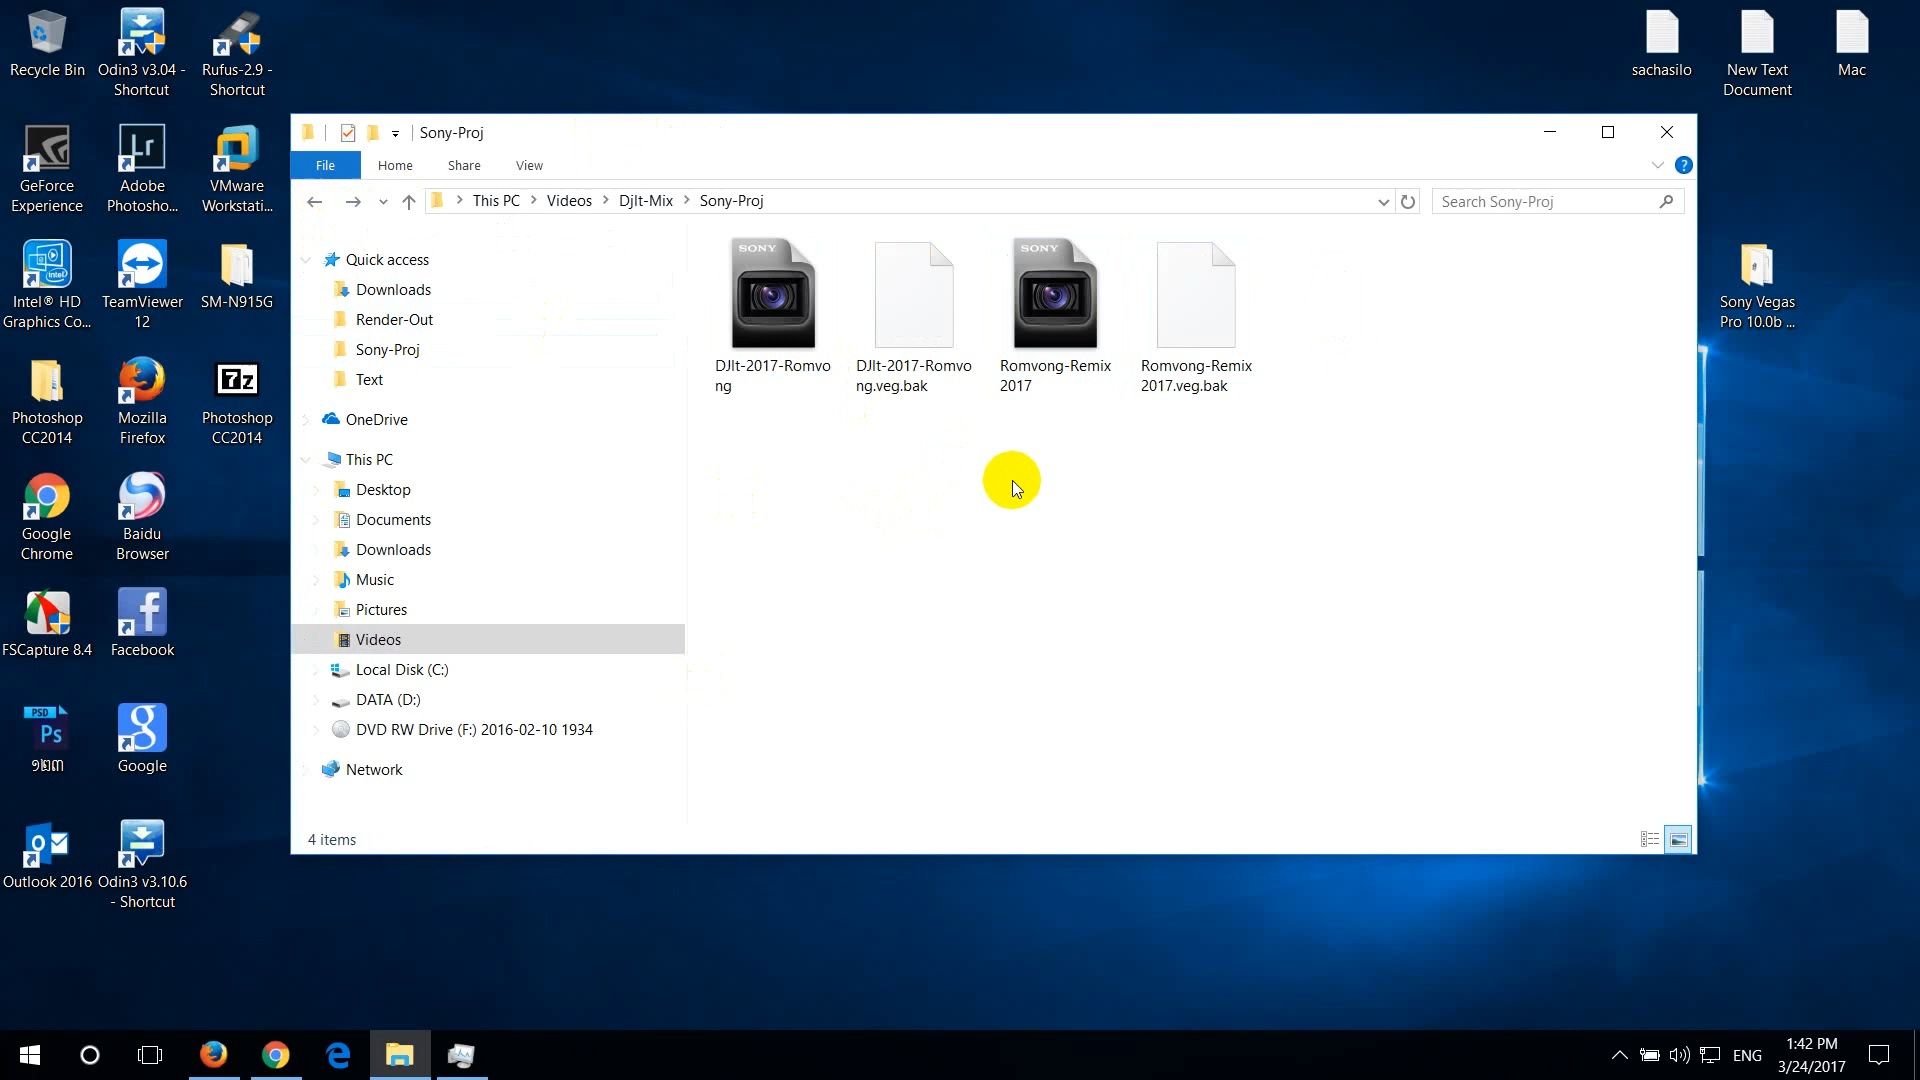 Recycle Bin
Odin3 v3.04 -
Shortcut
Rufus-2.9 -
Shortcut
sachasilo
New Text
Document
Mac
GeForce
Experience
Adobe
Photosho...
VMware
Workstati...
Intel® HD
Graphics Co...
TeamViewer
12
SM-N915G
Sony Vegas
Pro 10.0b ...
Photoshop
CC2014
Mozilla
Firefox
Photoshop
CC2014
Google
Chrome
Baidu
Browser
FSCapture 8.4
Facebook
Google
Outlook 2016
Odin3 v3.10.6
- Shortcut
Sony-Proj
File
Home
Share
View
This PC
Videos
DjIt-Mix
Sony-Proj
Search Sony-Proj
Quick access
Downloads
Render-Out
Sony-Proj
Text
OneDrive
This PC
Desktop
Documents
Downloads
Music
Pictures
Videos
Local Disk (C:)
DATA (D:)
DVD RW Drive (F:) 2016-02-10 1934
Network
SONY
DJIt-2017-Romvo
ng
DJIt-2017-Romvo
ng.veg.bak
SONY
Romvong-Remix
2017
Romvong-Remix
2017.veg.bak
4 items
Lr
7z
PSD
Ps
ENG
1:42 PM
3/24/2017